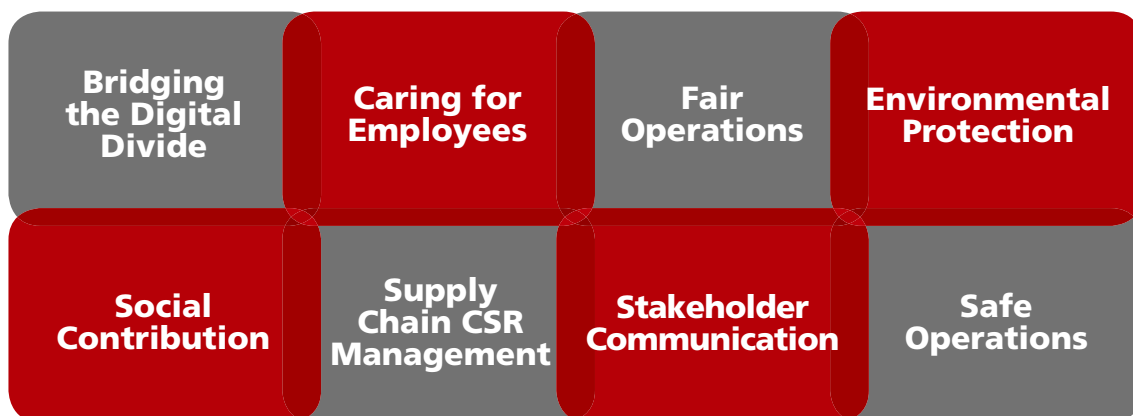 Bridging
the Digital
Divide
Caring for
Employees
Fair
Operations
Environmental
Protection
Social
Contribution
Supply
Chain CSR
Management
Stakeholder
Communication
Safe
Operations